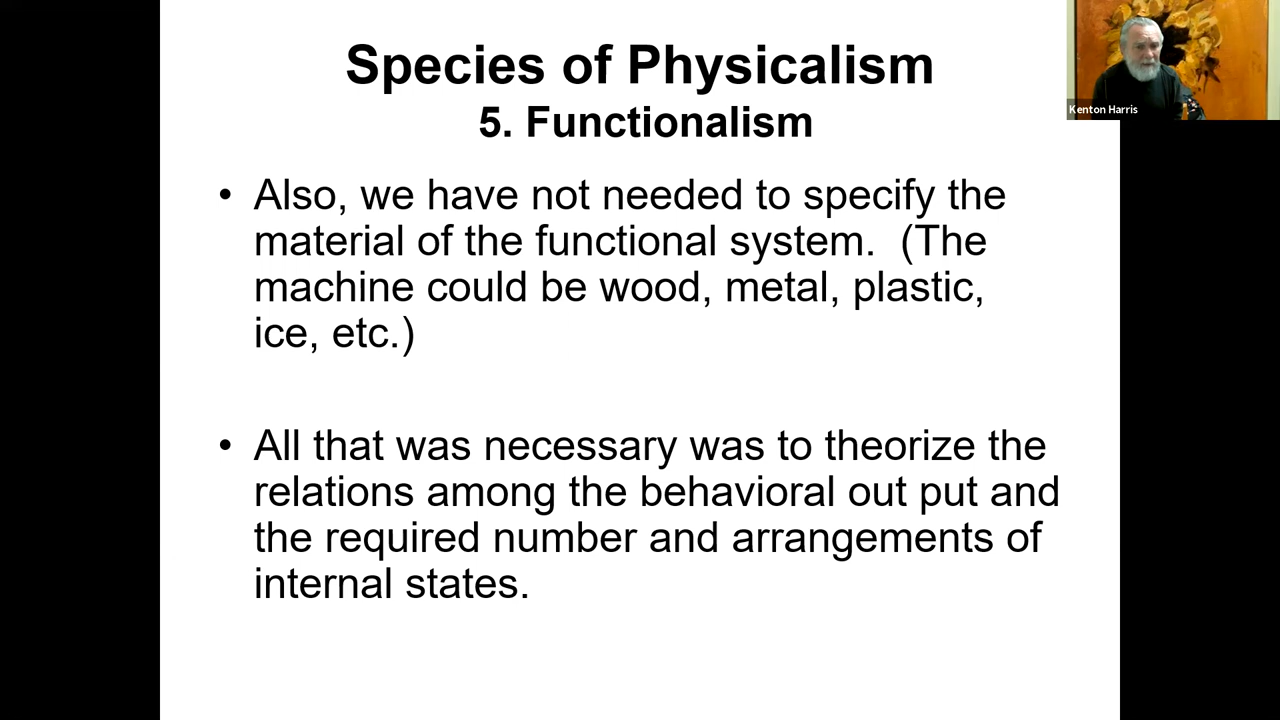 Species of Physicalism
5. Functionalism
Kenton Harris
• Also, we have not needed to specify the
material of the functional system.  (The
machine could be wood, metal, plastic,
ice, etc.)
• All that was necessary was to theorize the
relations among the behavioral out put and
the required number and arrangements of
internal states.